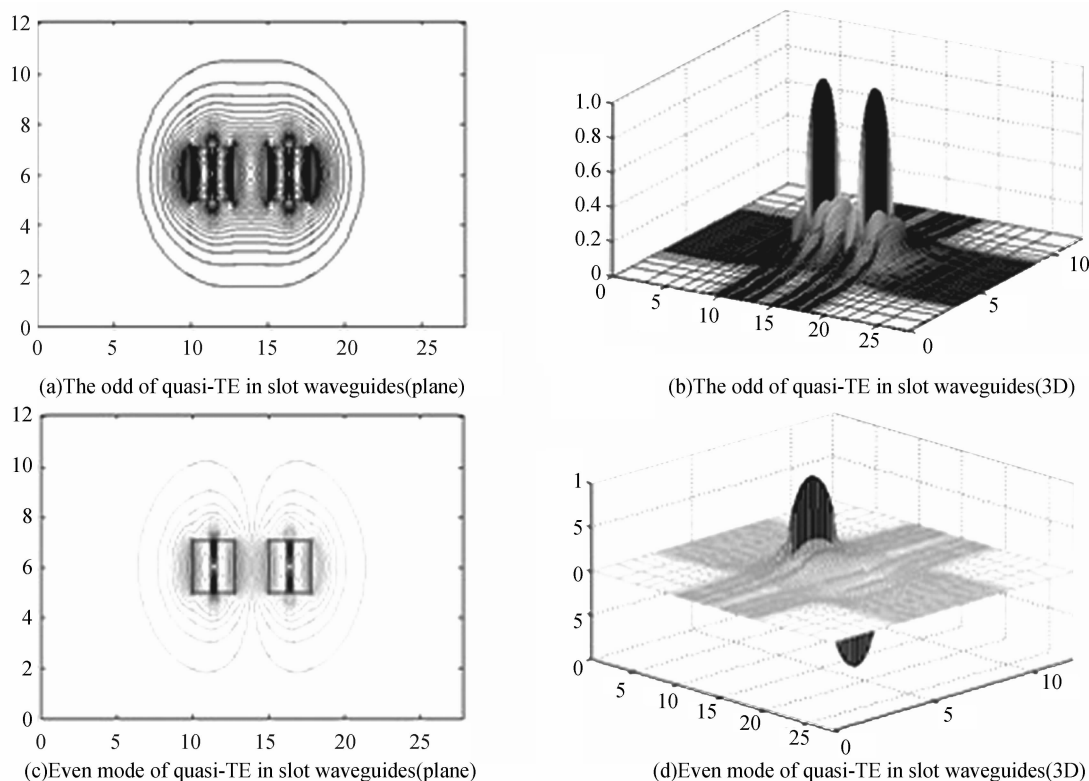 12
10
8
6
4
2
0
0 5 10 15 20 25
(a)The odd of quasi-TE in slot waveguides(plane)
1.0
0.8
0.6
0.4
0.2
0
0 5 10 15 20 25
0 5 10
(b)The odd of quasi-TE in slot waveguides(3D)
12
10
8
6
4
2
0
0 5 10 15 20 25
(c)Even mode of quasi-TE in slot waveguides(plane)
1
5
0
5
0
5 10 15 20 25
0 5 10
(d)Even mode of quasi-TE in slot waveguides(3D)